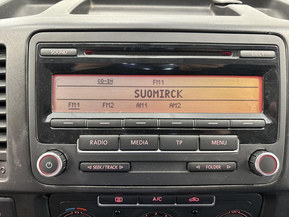 CD-IN FM1
SUOMIRCK
FM1 FM2 AM1 AM2
RADIO MEDIA TP MENU
SEEK/TRACK FOLDER
A/C